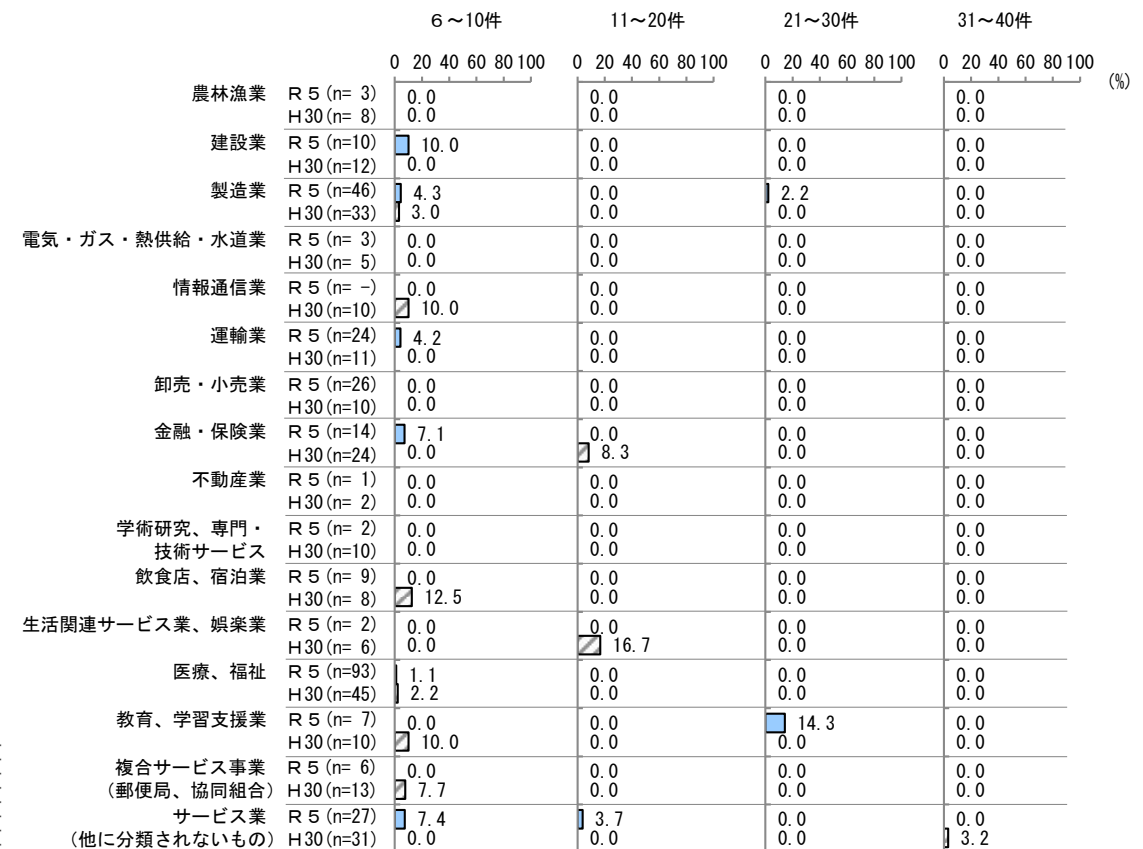 ６～10件 11～20件 21～30件 31～40件
0 20 40 60 80 100 0 20 40 60 80 100 0 20 40 60 80 100 0 20 40 60 80 100
(%)
農林漁業 Ｒ５(n= 3) 0.0 0.0 0.0 0.0
Ｈ30(n= 8) 0.0 0.0 0.0 0.0
建設業 Ｒ５(n=10) 10.0 0.0 0.0 0.0
Ｈ30(n=12) 0.0 0.0 0.0 0.0
製造業 Ｒ５(n=46) 4.3 0.0 2.2 0.0
Ｈ30(n=33) 3.0 0.0 0.0 0.0
電気・ガス・熱供給・水道業 Ｒ５(n= 3) 0.0 0.0 0.0 0.0
Ｈ30(n= 5) 0.0 0.0 0.0 0.0
情報通信業 Ｒ５(n= -) 0.0 0.0 0.0 0.0
Ｈ30(n=10) 10.0 0.0 0.0 0.0
運輸業 Ｒ５(n=24) 4.2 0.0 0.0 0.0
Ｈ30(n=11) 0.0 0.0 0.0 0.0
卸売・小売業 Ｒ５(n=26) 0.0 0.0 0.0 0.0
Ｈ30(n=10) 0.0 0.0 0.0 0.0
金融・保険業 Ｒ５(n=14) 7.1 0.0 0.0 0.0
Ｈ30(n=24) 0.0 8.3 0.0 0.0
不動産業 Ｒ５(n= 1) 0.0 0.0 0.0 0.0
Ｈ30(n= 2) 0.0 0.0 0.0 0.0
学術研究、専門・ Ｒ５(n= 2) 0.0 0.0 0.0 0.0
技術サービス Ｈ30(n=10) 0.0 0.0 0.0 0.0
飲食店、宿泊業 Ｒ５(n= 9) 0.0 0.0 0.0 0.0
Ｈ30(n= 8) 12.5 0.0 0.0 0.0
生活関連サービス業、娯楽業 Ｒ５(n= 2) 0.0 0.0 0.0 0.0
Ｈ30(n= 6) 0.0 16.7 0.0 0.0
医療、福祉 Ｒ５(n=93) 1.1 0.0 0.0 0.0
Ｈ30(n=45) 2.2 0.0 0.0 0.0
教育、学習支援業 Ｒ５(n= 7) 0.0 0.0 14.3 0.0
Ｈ30(n=10) 10.0 0.0 0.0 0.0
複合サービス事業 Ｒ５(n= 6) 0.0 0.0 0.0 0.0
(郵便局、協同組合) Ｈ30(n=13) 7.7 0.0 0.0 0.0
サービス業 Ｒ５(n=27) 7.4 3.7 0.0 0.0
(他に分類されないもの) Ｈ30(n=31) 0.0 0.0 0.0 3.2